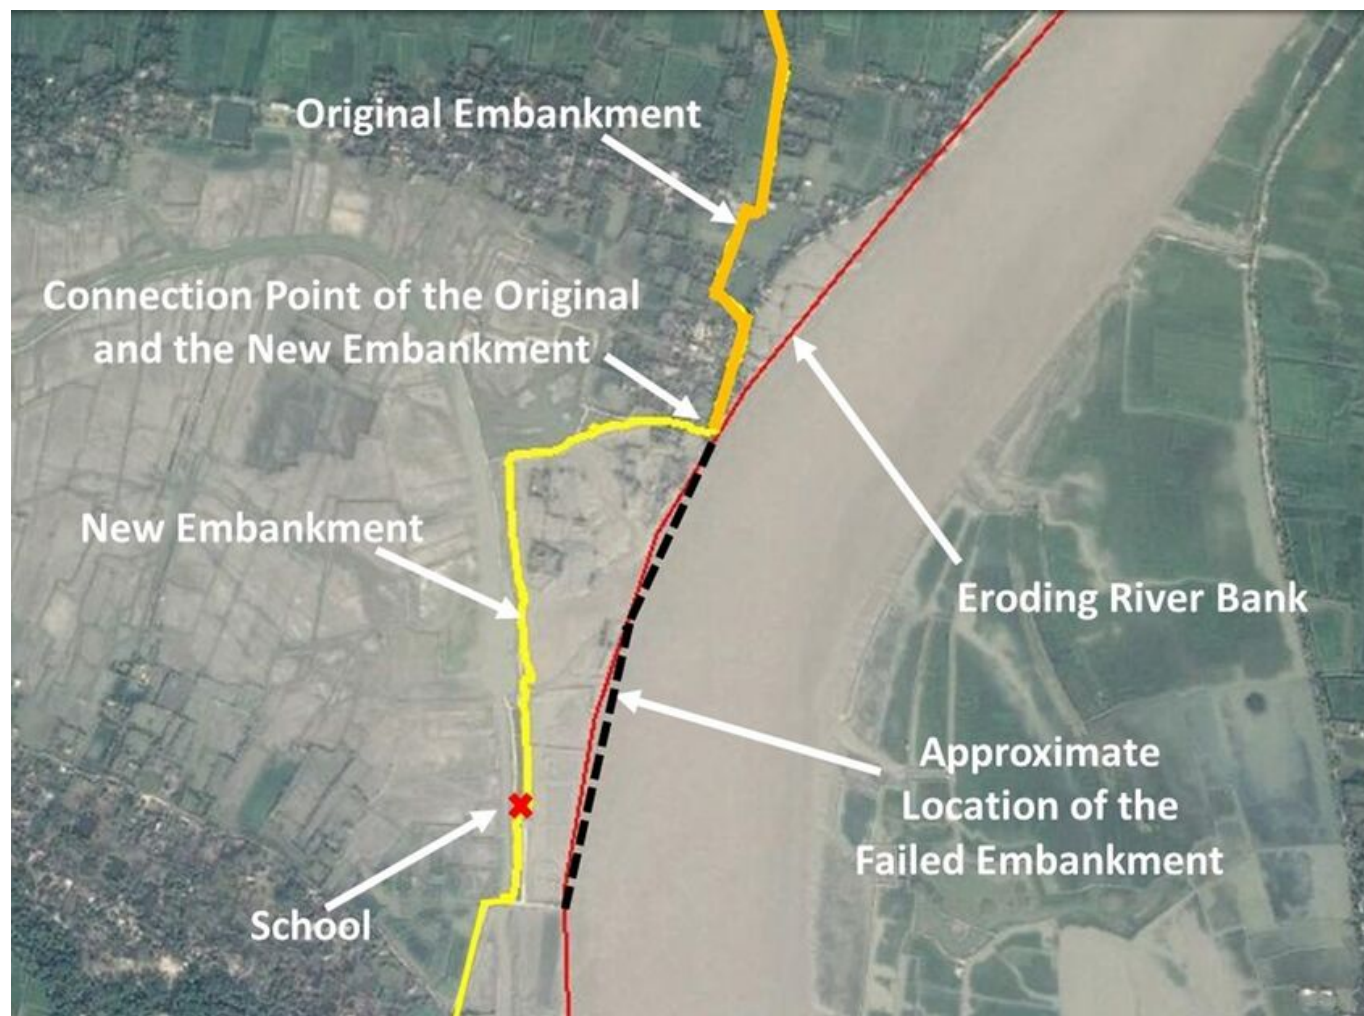 Original Embankment
Connection Point of the Original
and the New Embankment
New Embankment
Eroding River Bank
Approximate
Location of the
Failed Embankment
School